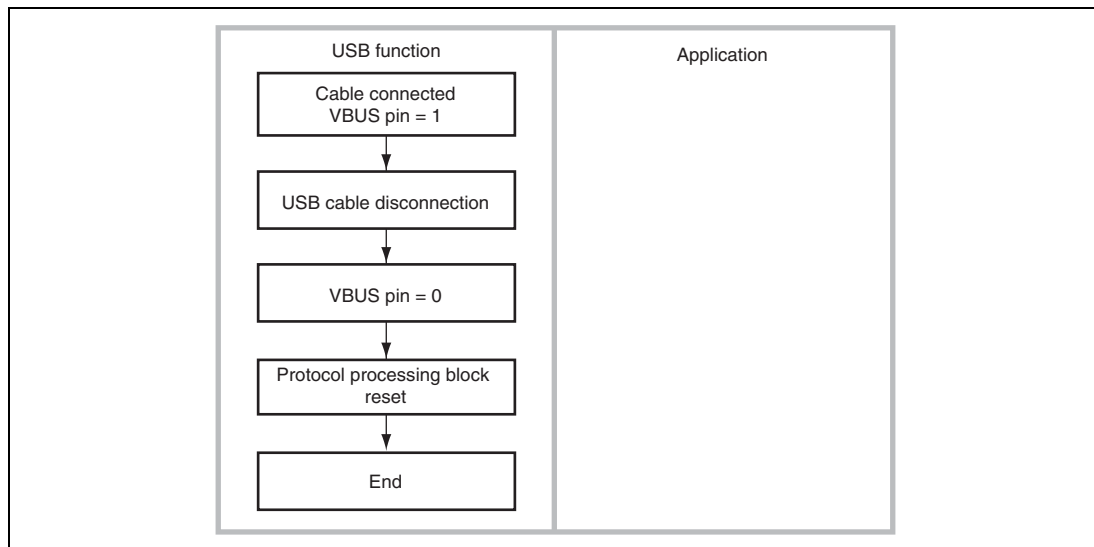 USB function
Cable connected
VBUS pin = 1
USB cable disconnection
VBUS pin = 0
Protocol processing block
reset
End
Application